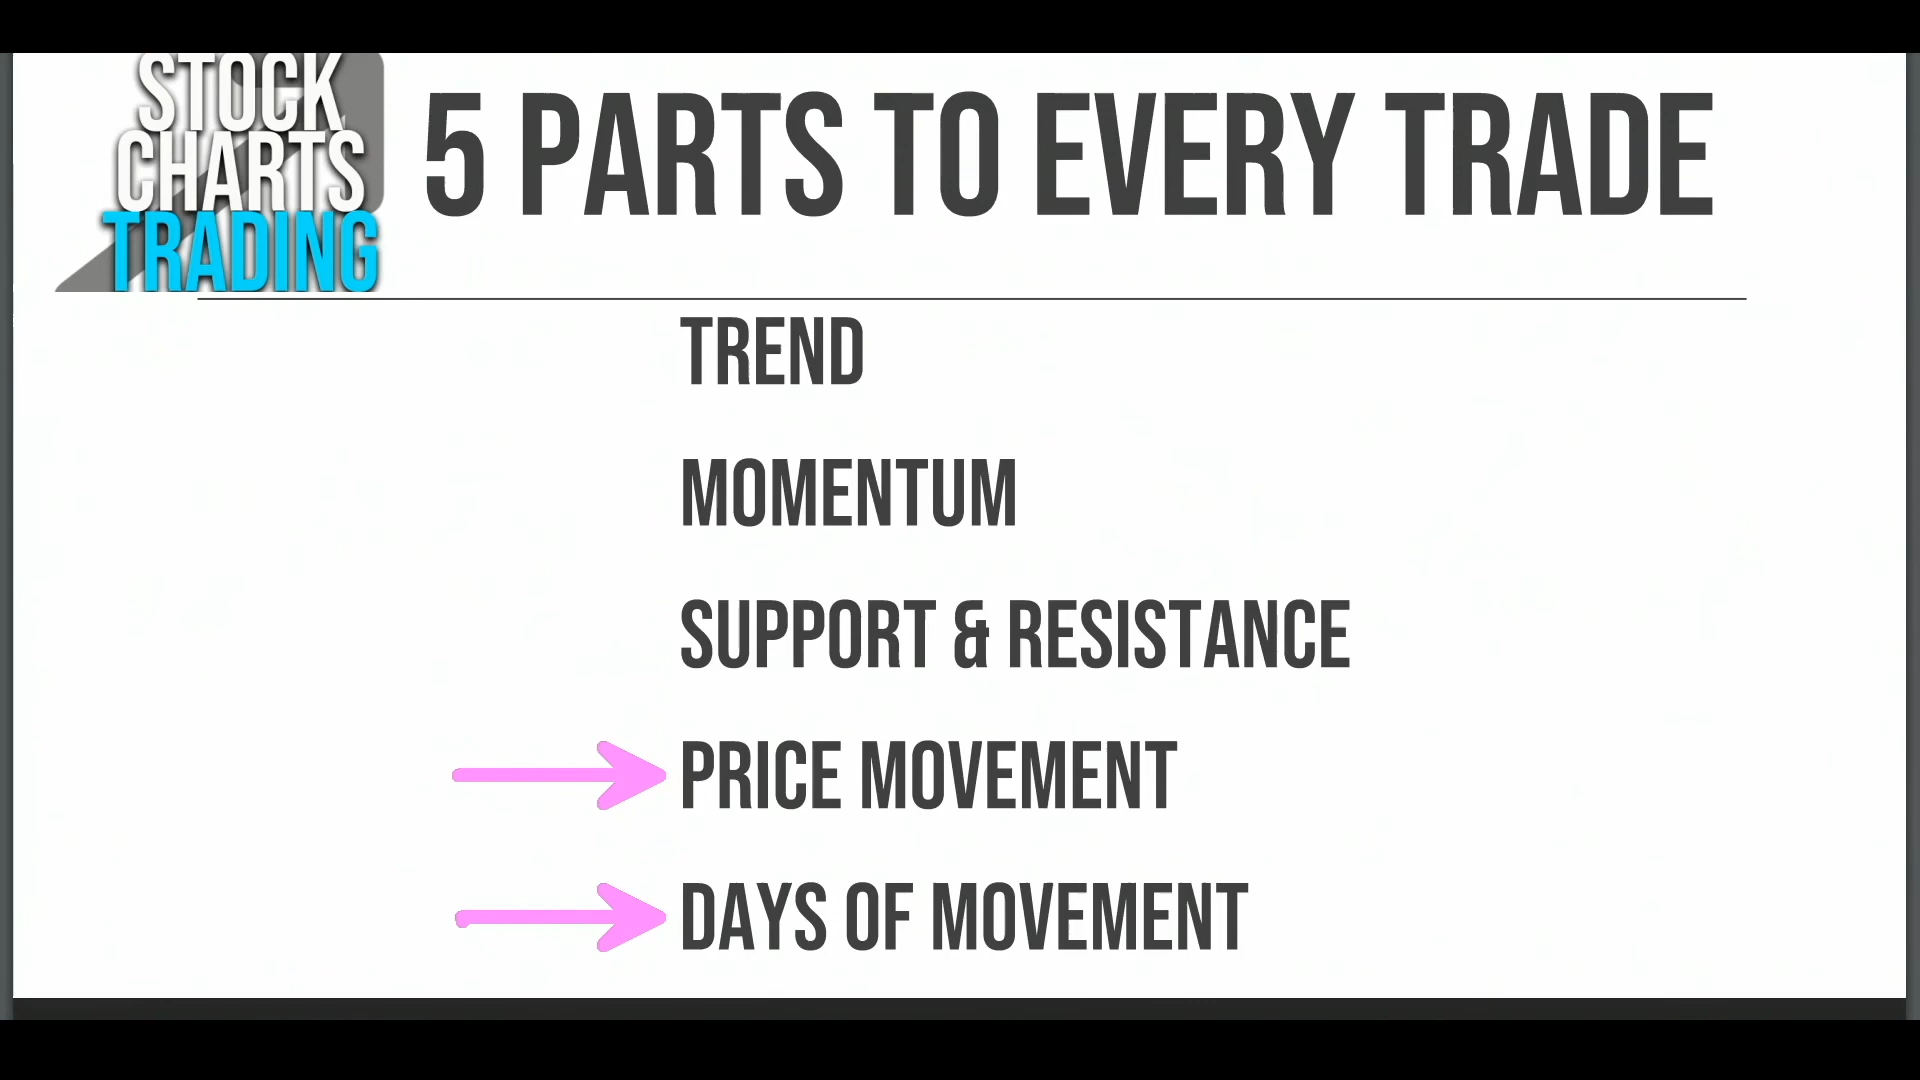 STOCK
CHARTS
TRADING
5 PARTS TO EVERY TRADE
TREND
MOMENTUM
SUPPORT & RESISTANCE
PRICE MOVEMENT
DAYS OF MOVEMENT